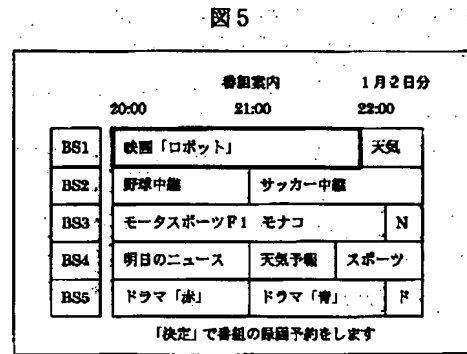 図5
番組案内 1月2日分
20:00 21:00 22:00
BS1 映画「ロボット」 天気
BS2 野球中継 サッカー中継
BS3 モータスポーツF1 モナコ N
BS4 明日のニュース 天気予報 スポーツ
BS5 ドラマ「赤」 ドラマ「青」 ド
「決定」で番組の録画予約をします